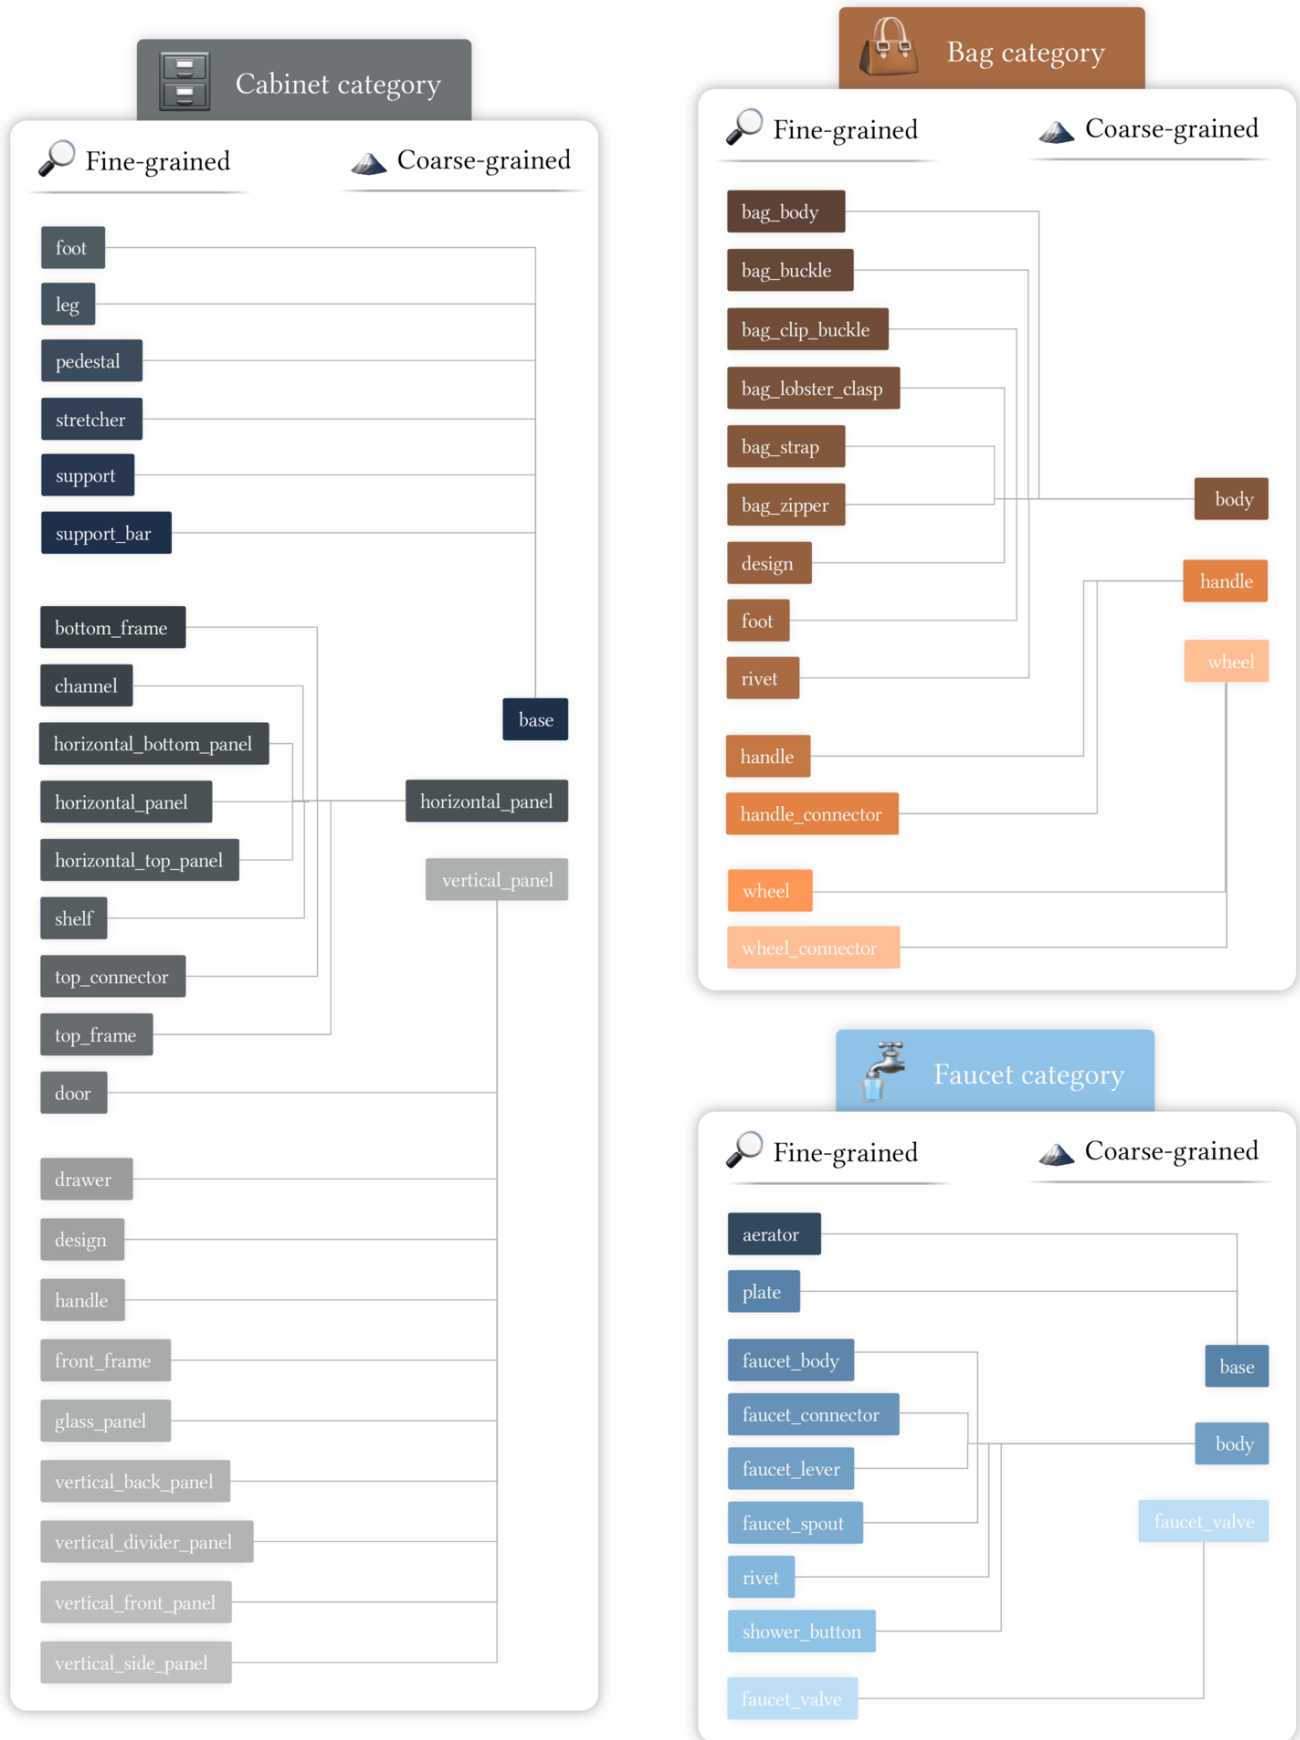 Cabinet category
Fine-grained
Coarse-grained
foot
leg
pedestal
stretcher
support
support_bar
bottom_frame
channel
horizontal_bottom_panel
horizontal_panel
horizontal_top_panel
shelf
top_connector
top_frame
door
drawer
design
handle
front_frame
glass_panel
vertical_back_panel
vertical_divider_panel
vertical_front_panel
vertical_side_panel
base
horizontal_panel
vertical_panel
Bag category
Fine-grained
Coarse-grained
bag_body
bag_buckle
bag_clip_buckle
bag_lobster_clasp
bag_strap
bag_zipper
design
foot
rivet
handle
handle_connector
wheel
wheel_connector
body
handle
wheel
Faucet category
Fine-grained
Coarse-grained
aerator
plate
faucet_body
faucet_connector
faucet_lever
faucet_spout
rivet
shower_button
faucet_valve
base
body
faucet_valve